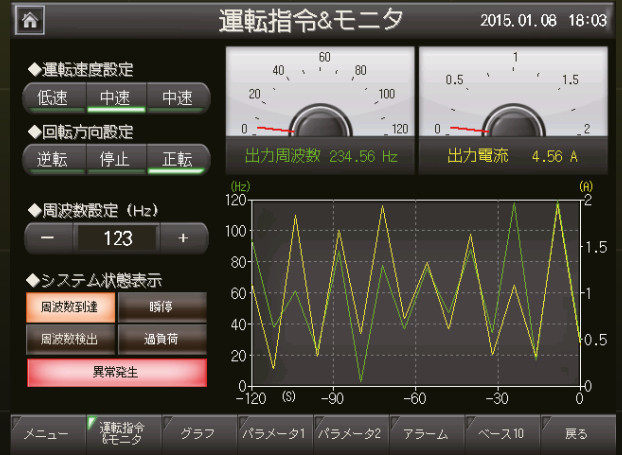 運転指令&モニタ
2015.01.08 18:03
◆運転速度設定
低速 中速 中速
◆回転方向設定
逆転 停止 正転
◆周波数設定 (Hz)
− 123 +
◆システム状態表示
周波数到達 瞬停
周波数検出 過負荷
異常発生
0 20 40 60 80 100 120
出力周波数 234.56 Hz
0 0.5 1 1.5 2
出力電流 4.56 A
(Hz) (A)
120 2
100
1.5
80
60 1
40
0.5
20
0 0
-120 (S) -90 -60 -30 0
メニュー 運転指令 グラフ パラメータ1 パラメータ2 アラーム ベース10 戻る
&モニタ